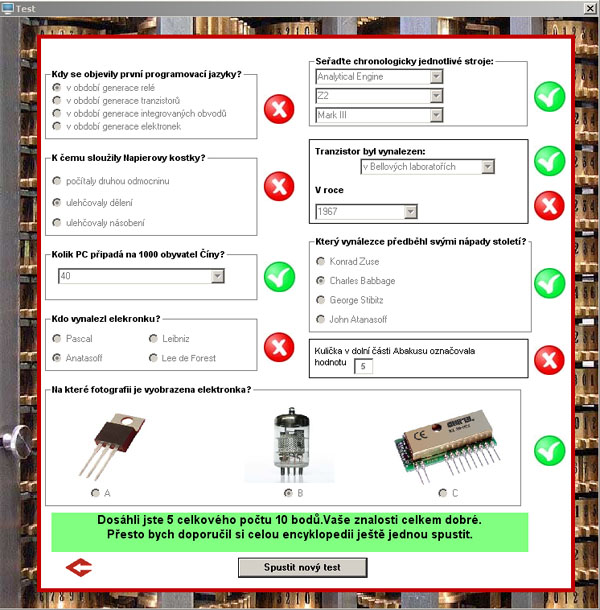 Test
Kdy se objevily první programovací jazyky?
v období generace relé
v období generace tranzistorů
v období generace integrovaných obvodů
v období generace elektronek
K čemu sloužily Napierovy kostky?
počítaly druhou odmocninu
ulehčovaly dělení
ulehčovaly násobení
Kolik PC připadá na 1000 obyvatel Číny?
40
Kdo vynalezl elekronku?
Pascal
Leibniz
Anatasoff
Lee de Forest
Seřaďte chronologicky jednotlivé stroje:
Analytical Engine
Z2
Mark III
Tranzistor byl vynalezen:
v Bellových laboratořích
V roce
1967
Který vynálezce předběhl svými nápady století?
Konrad Zuse
Charles Babbage
George Stibitz
John Atanasoff
Kulička v dolní části Abakusu označovala
hodnotu 5
Na které fotografii je vyobrazena elektronka?
CE
A
B
C
Dosáhli jste 5 celkového počtu 10 bodů.Vaše znalosti celkem dobré.
Přesto bych doporučil si celou encyklopedii ještě jednou spustit.
Spustit nový test